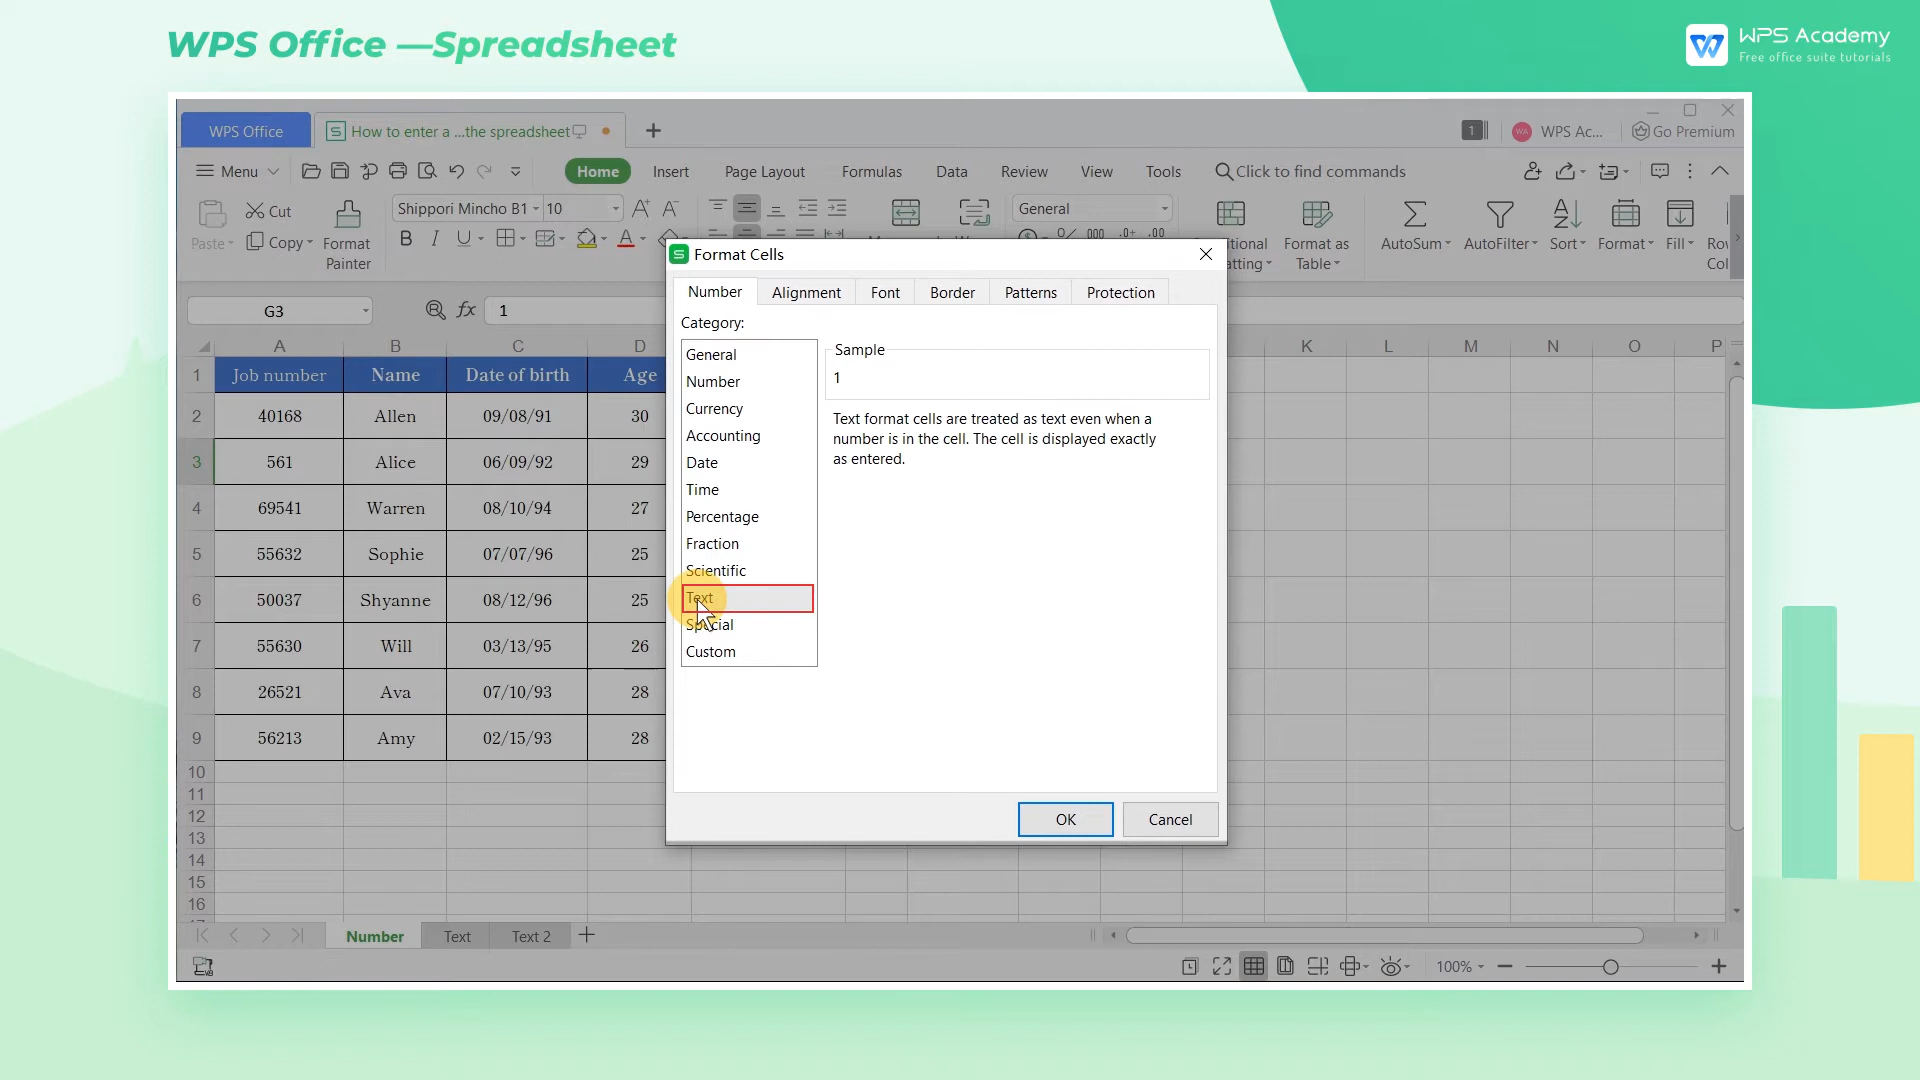 WPS Office —Spreadsheet
WPS Academy
Free office suite tutorials
WPS Office
How to enter a ...the spreadsheet
1
WA
WPS Ac...
Go Premium
Menu
Home
Insert
Page Layout
Formulas
Data
Review
View
Tools
Click to find commands
Paste
Cut
Copy
Format
Painter
Shippori Mincho B1
10
General
Format as
Table
AutoSum
AutoFilter
Sort
Format
Fill
G3
fx
1
A B C D K L M N O P
1 Job number Name Date of birth Age
2 40168 Allen 09/08/91 30
3 561 Alice 06/09/92 29
4 69541 Warren 08/10/94 27
5 55632 Sophie 07/07/96 25
6 50037 Shyanne 08/12/96 25
7 55630 Will 03/13/95 26
8 26521 Ava 07/10/93 28
9 56213 Amy 02/15/93 28
10
11
12
13
14
15
16
Format Cells
Number Alignment Font Border Patterns Protection
Category:
General
Number
Currency
Accounting
Date
Time
Percentage
Fraction
Scientific
Text
Special
Custom
Sample
1
Text format cells are treated as text even when a
number is in the cell. The cell is displayed exactly
as entered.
OK
Cancel
Number
Text
Text 2
100%